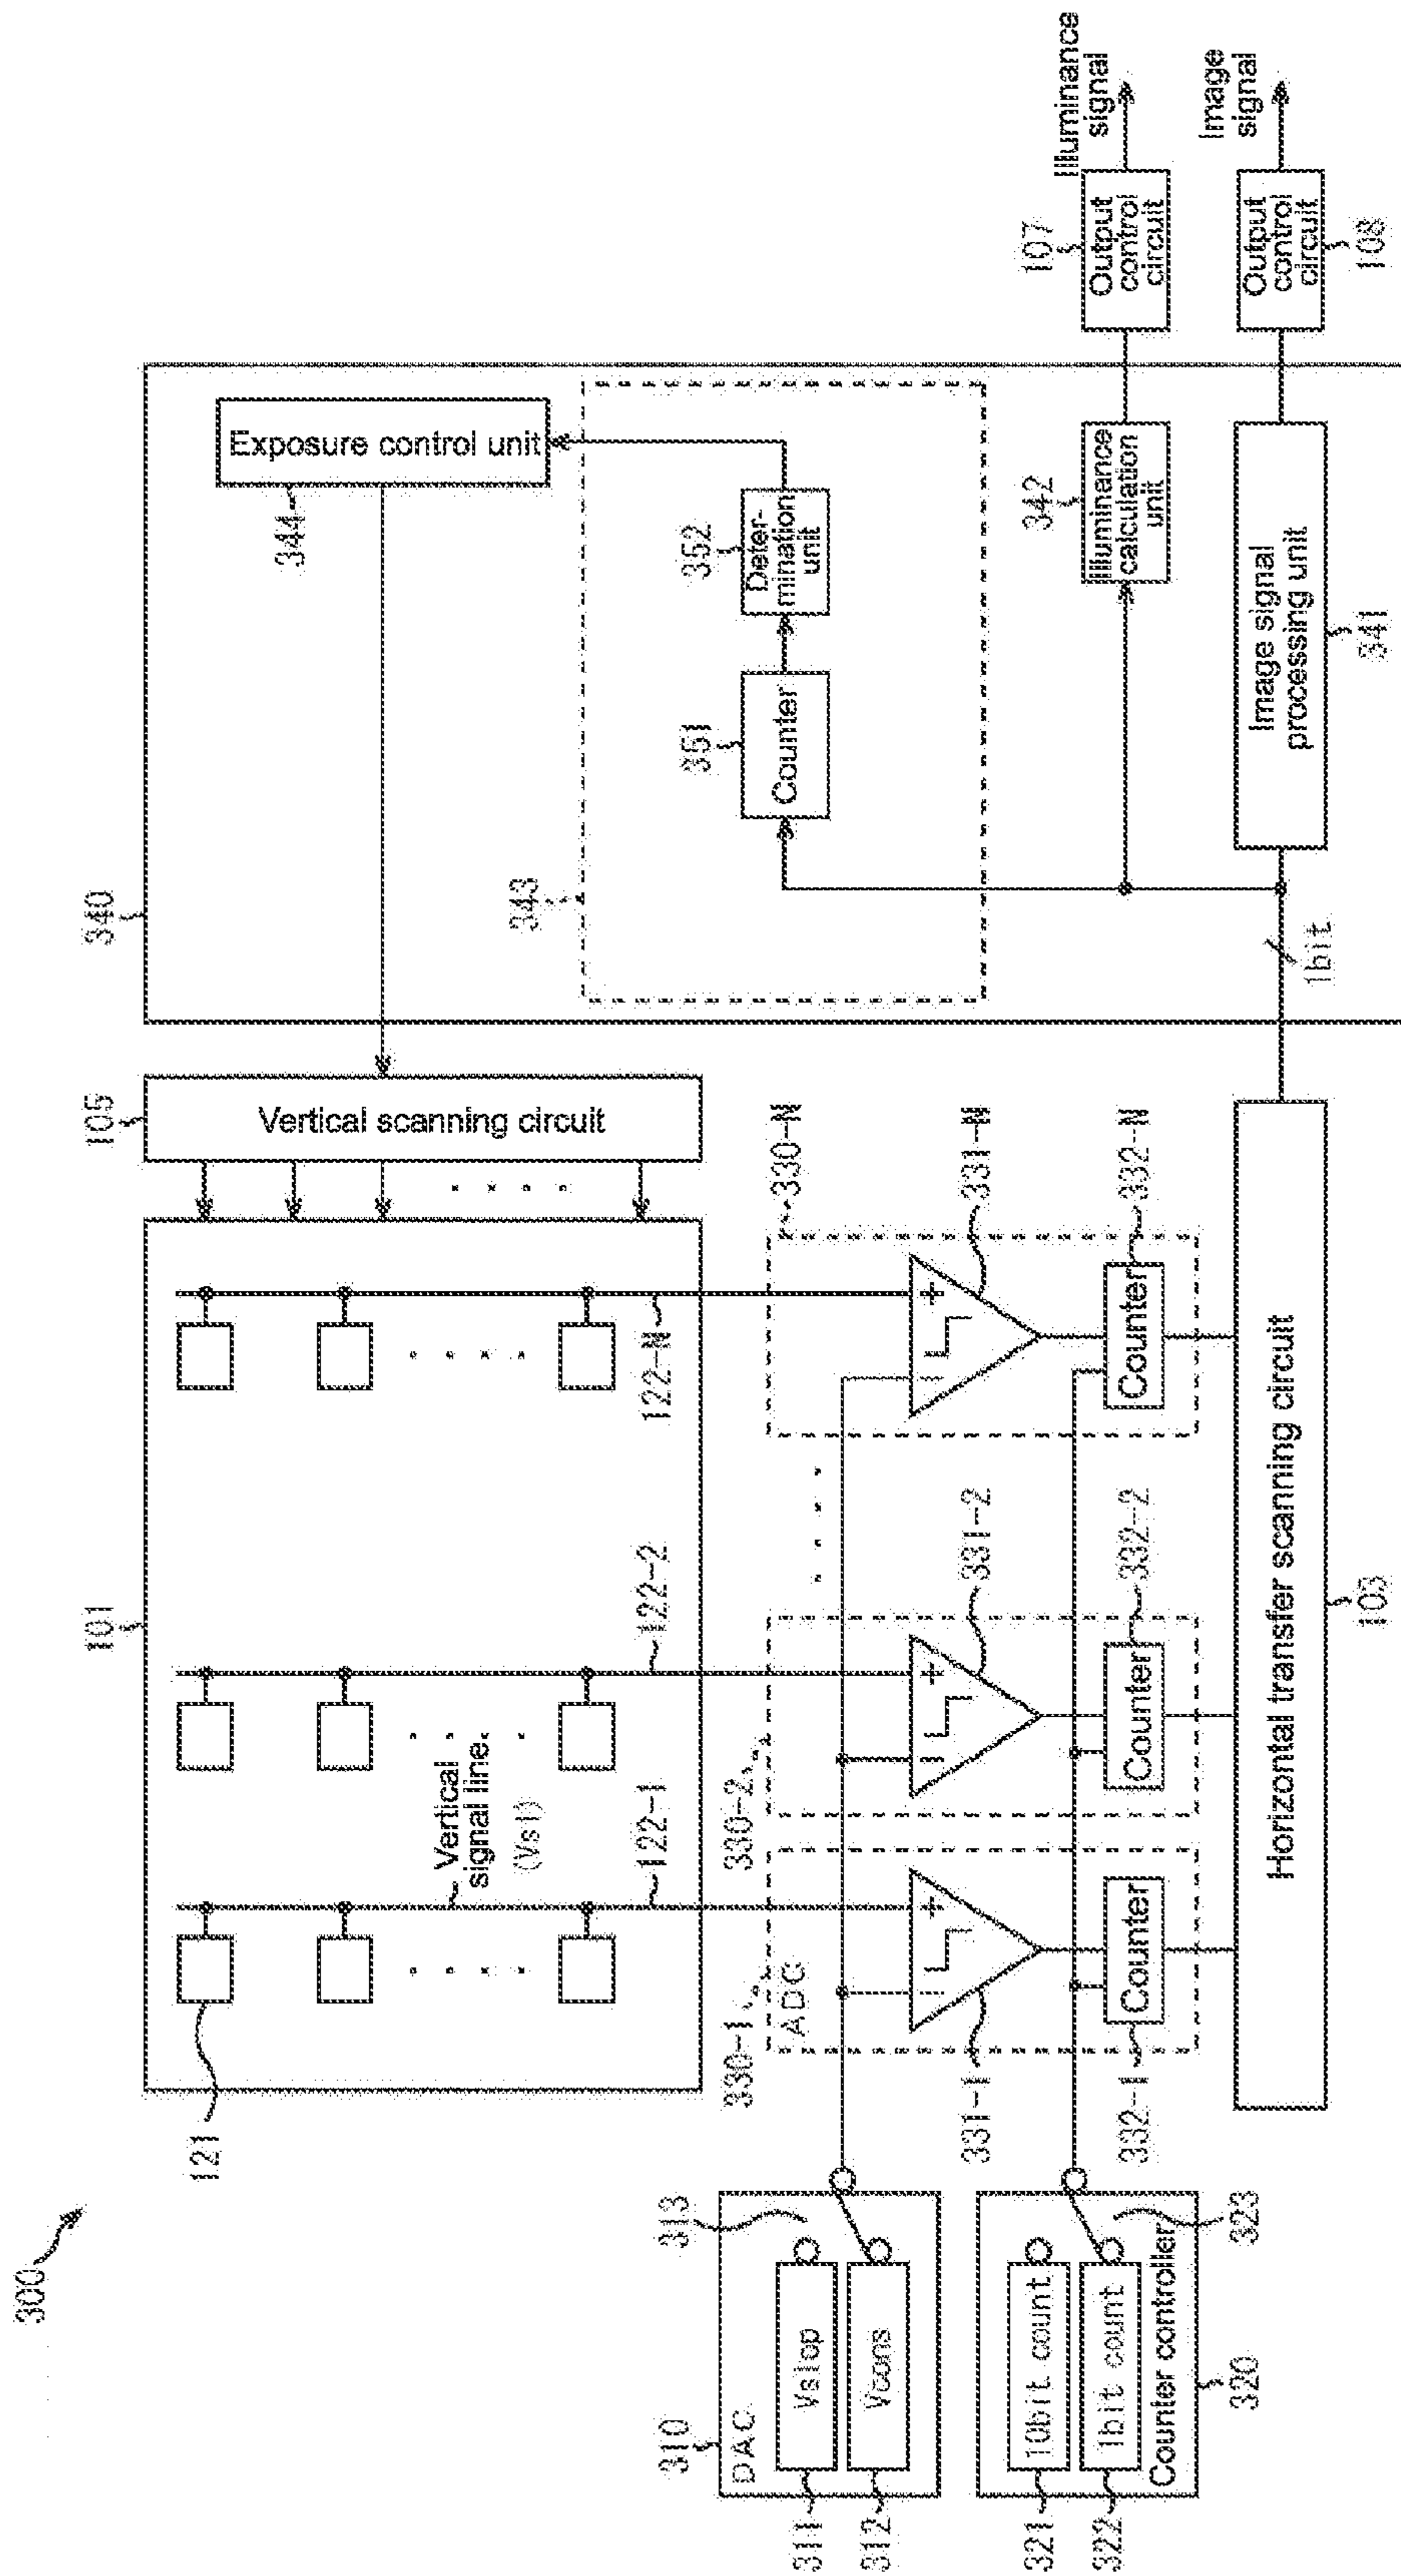 300
101
121
Vertical
signal line
(Vsl)
122-1
122-2
122-N
105
Vertical scanning circuit
340
344
Exposure control unit
343
351
Counter
352
Deter-
mination
unit
342
Illuminance
calculation
unit
Image signal
processing unit
341
1bit
107
Output
control
circuit
Illuminance
signal
Output
control
circuit
108
Image
signal
310
DAC
311
Vslop
312
Vcons
313
321
10bit count
322
1bit count
323
Counter controller
320
330-1
ADC
331-1
332-1
Counter
330-2
331-2
332-2
Counter
330-N
331-N
332-N
Counter
Horizontal transfer scanning circuit
103